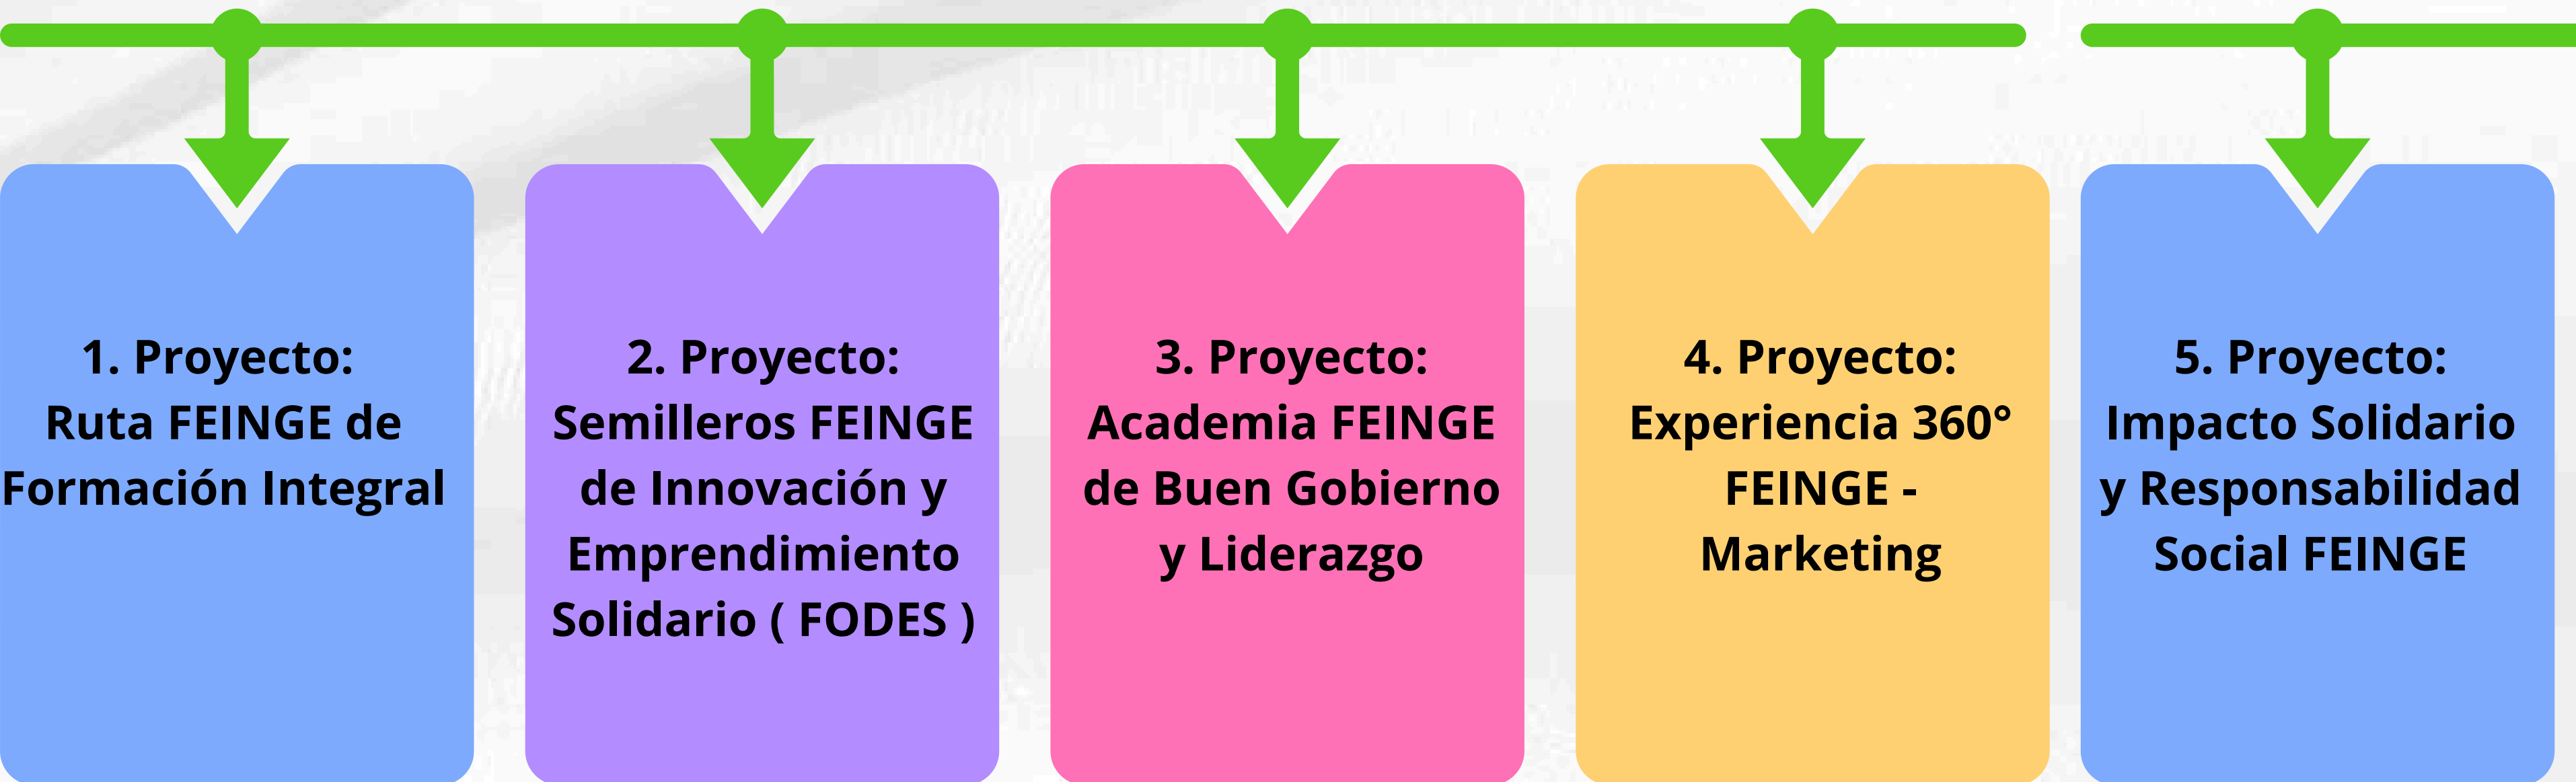 1. Proyecto:
Ruta FEINGE de
Formación Integral
2. Proyecto:
Semilleros FEINGE
de Innovación y
Emprendimiento
Solidario ( FODES )
3. Proyecto:
Academia FEINGE
de Buen Gobierno
y Liderazgo
4. Proyecto:
Experiencia 360°
FEINGE -
Marketing
5. Proyecto:
Impacto Solidario
y Responsabilidad
Social FEINGE